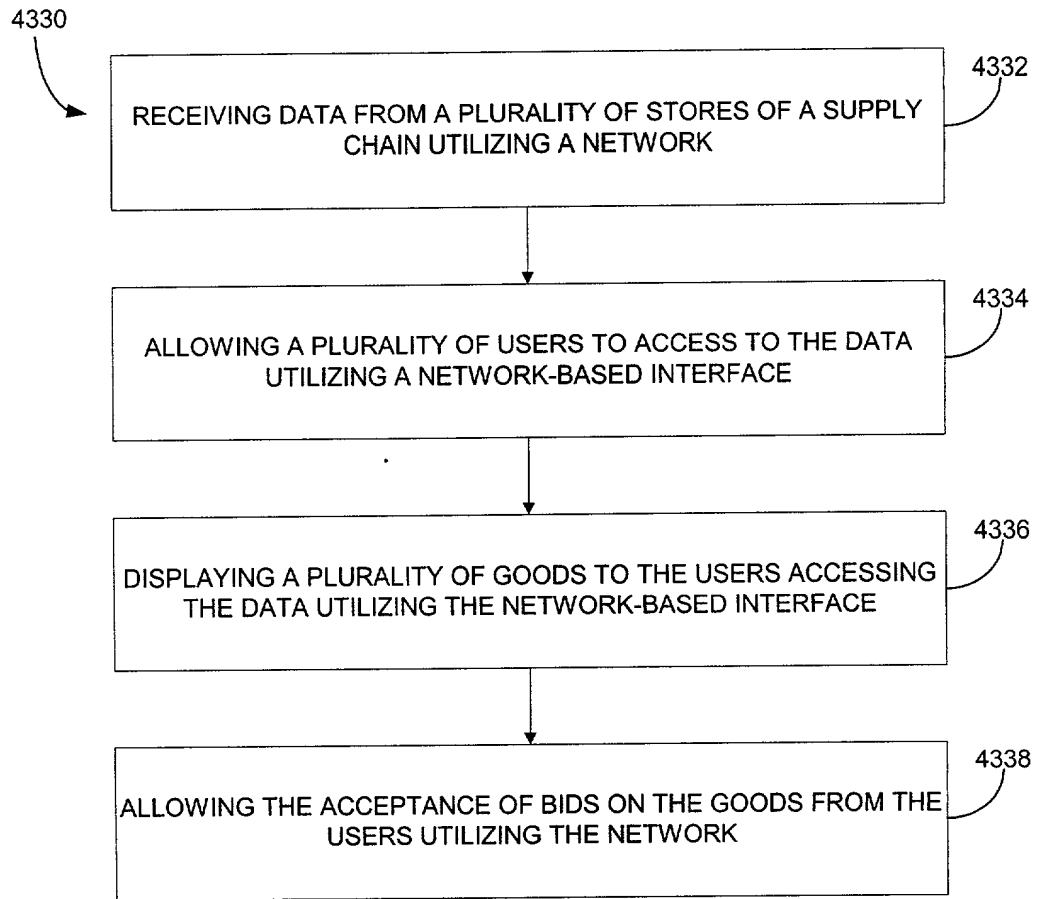 4330
4332
RECEIVING DATA FROM A PLURALITY OF STORES OF A SUPPLY
CHAIN UTILIZING A NETWORK
4334
ALLOWING A PLURALITY OF USERS TO ACCESS TO THE DATA
UTILIZING A NETWORK-BASED INTERFACE
4336
DISPLAYING A PLURALITY OF GOODS TO THE USERS ACCESSING
THE DATA UTILIZING THE NETWORK-BASED INTERFACE
4338
ALLOWING THE ACCEPTANCE OF BIDS ON THE GOODS FROM THE
USERS UTILIZING THE NETWORK